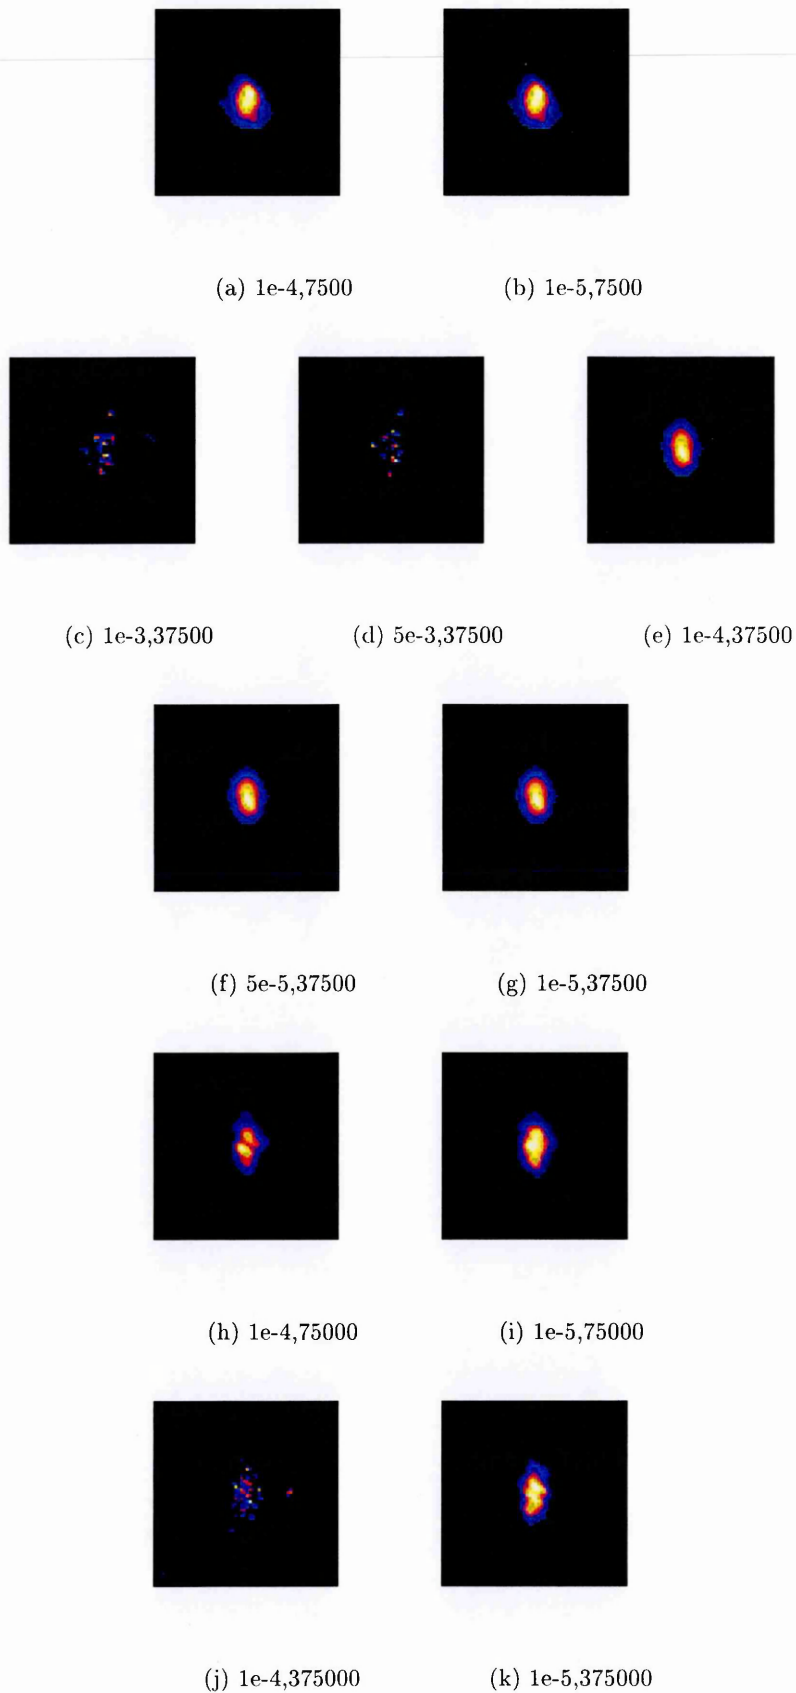 (a) 1e-4,7500
(b) 1e-5,7500
(c) 1e-3,37500
(d) 5e-3,37500
(e) 1e-4,37500
(f) 5e-5,37500
(g) 1e-5,37500
(h) 1e-4,75000
(i) 1e-5,75000
(j) 1e-4,375000
(k) 1e-5,375000